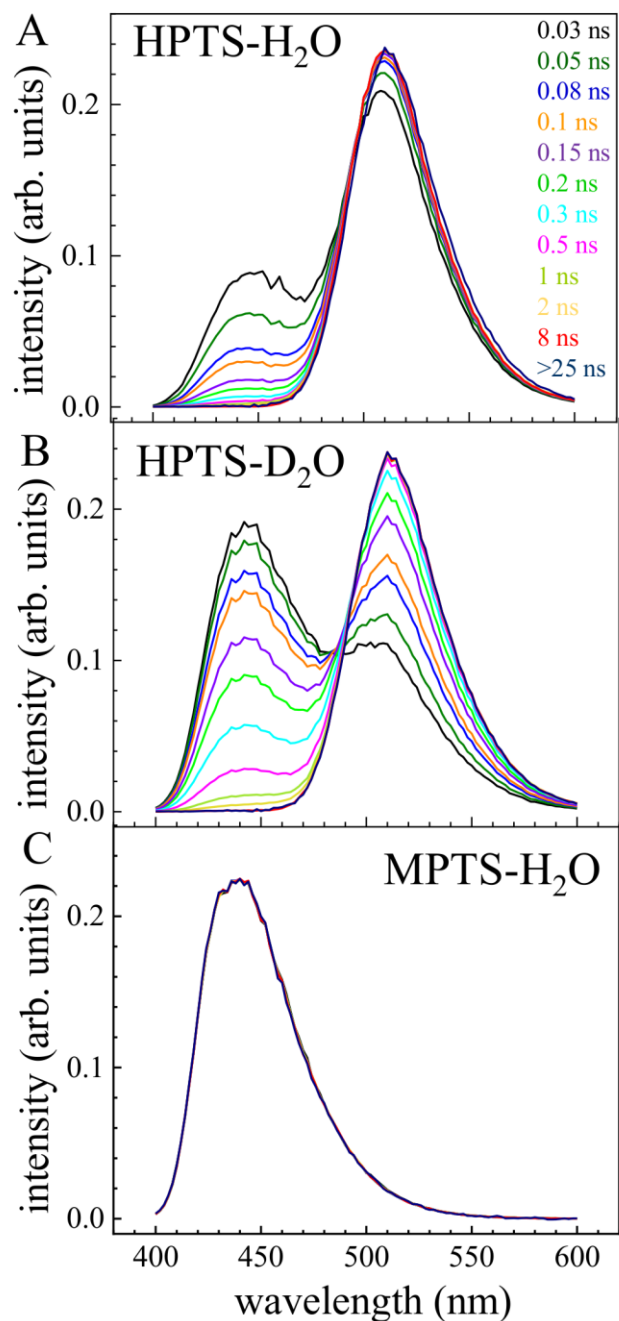 A
HPTS-H₂O
0.03 ns
0.05 ns
0.08 ns
0.1 ns
0.15 ns
0.2 ns
0.3 ns
0.5 ns
1 ns
2 ns
8 ns
>25 ns
intensity (arb. units)
0.2
0.1
0.0
B
HPTS-D₂O
intensity (arb. units)
0.2
0.1
0.0
C
MPTS-H₂O
intensity (arb. units)
0.2
0.1
0.0
400 450 500 550 600
wavelength (nm)